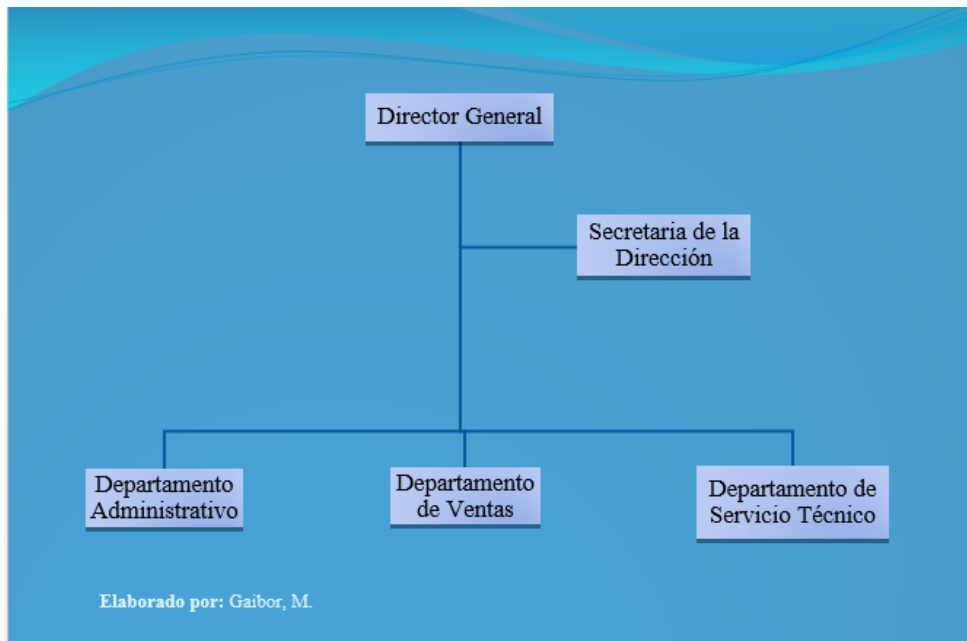 Director General
Secretaria de la
Dirección
Departamento
Administrativo
Departamento
de Ventas
Departamento de
Servicio Técnico
Elaborado por: Gaibor, M.